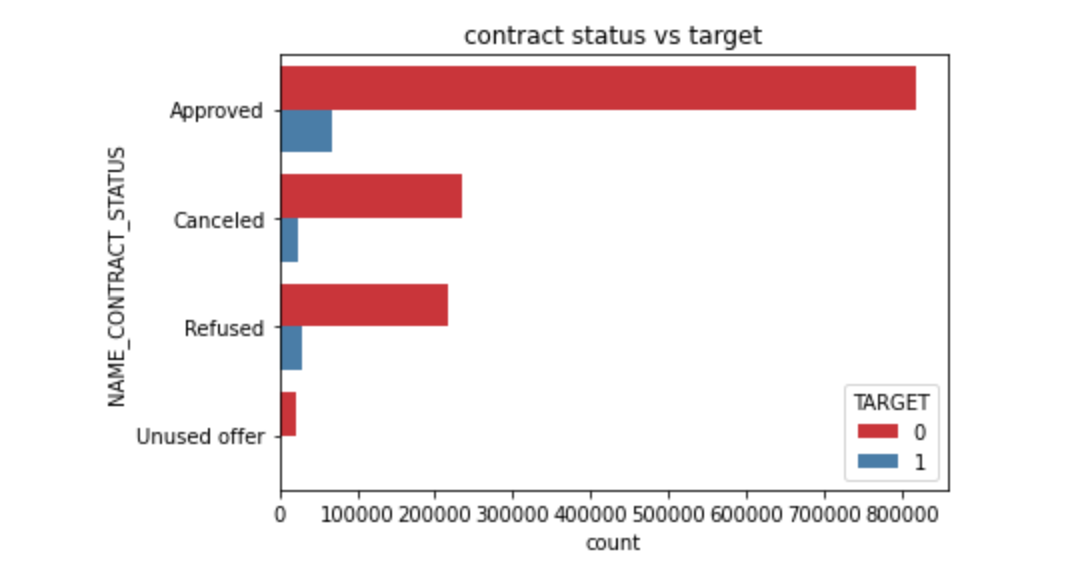 contract status vs target
NAME_CONTRACT_STATUS
Approved
Canceled
Refused
Unused offer
TARGET
0
1
0 100000 200000 300000 400000 500000 600000 700000 800000
count